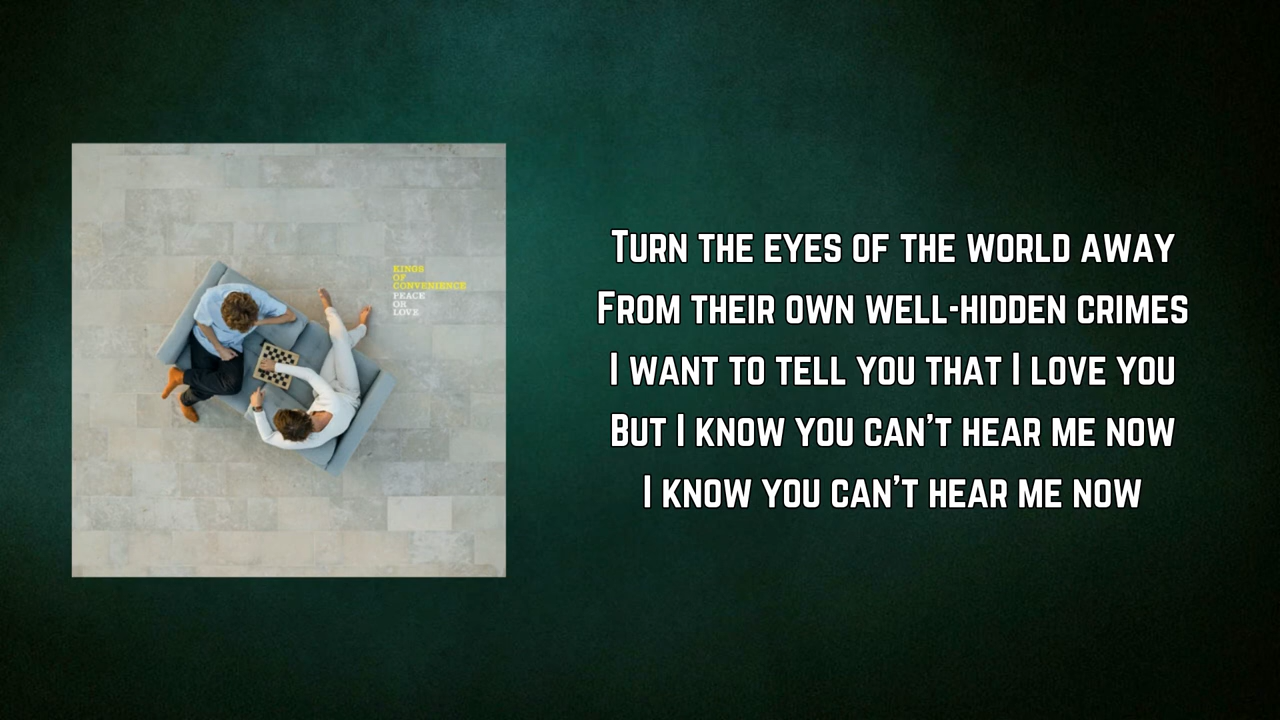 KINGS
OF
CONVENIENCE
PEACE
OR
LOVE
Turn the eyes of the world away
From their own well-hidden crimes
I want to tell you that I love you
But I know you can't hear me now
I know you can't hear me now